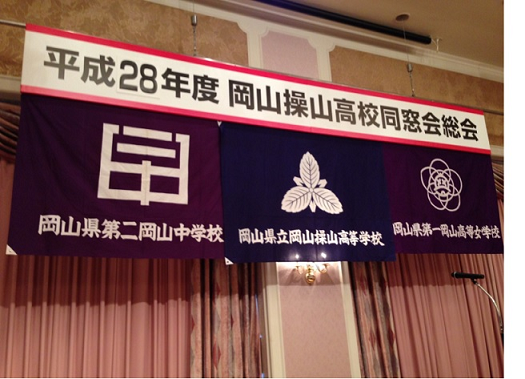 平成28年度 岡山操山高校同窓会総会
岡山県第二岡山中学校
岡山県立岡山操山高等学校
岡山県第一岡山高等女学校